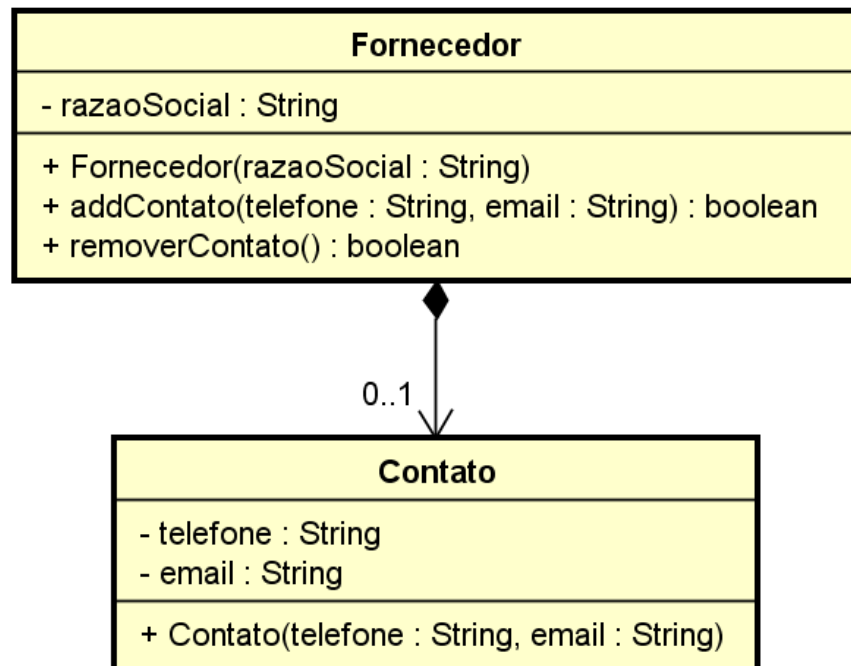 Fornecedor
- razaoSocial : String
+ Fornecedor(razaoSocial : String)
+ addContato(telefone : String, email : String) : boolean
+ removerContato() : boolean
0..1
Contato
- telefone : String
- email : String
+ Contato(telefone : String, email : String)